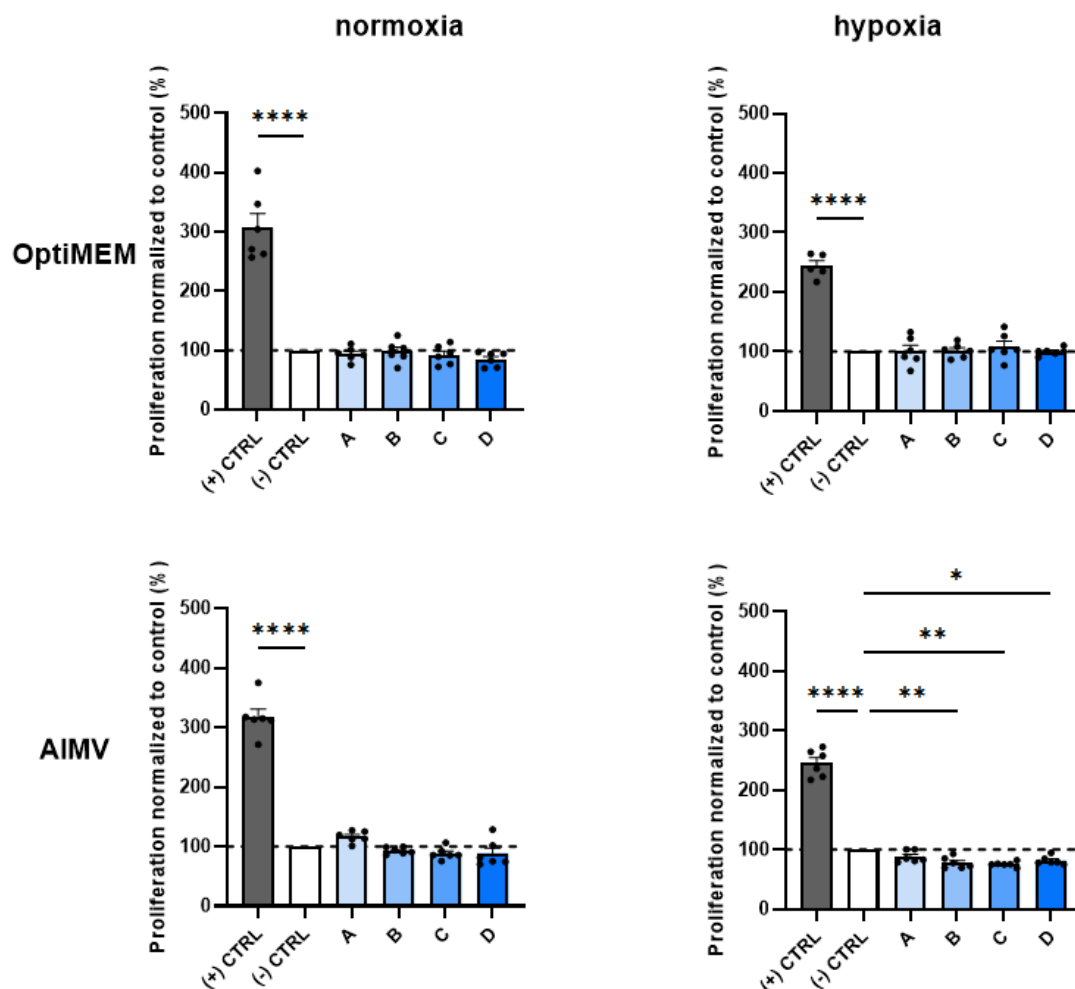 normoxia
hypoxia
OptiMEM
Proliferation normalized to control (%)
500
400
300
200
100
0
****
(+) CTRL
(-) CTRL
A
B
C
D
Proliferation normalized to control (%)
500
400
300
200
100
0
****
(+) CTRL
(-) CTRL
A
B
C
D
AIMV
Proliferation normalized to control (%)
500
400
300
200
100
0
****
(+) CTRL
(-) CTRL
A
B
C
D
Proliferation normalized to control (%)
500
400
300
200
100
0
*
**
**** **
(+) CTRL
(-) CTRL
A
B
C
D